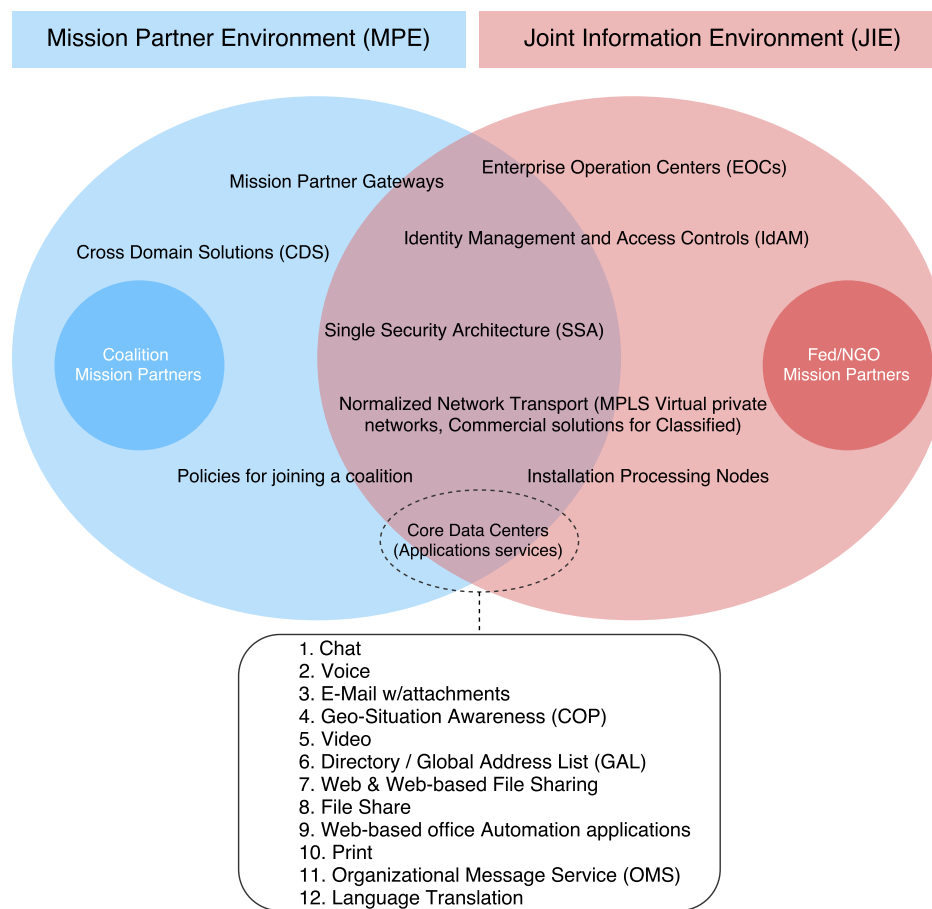 Mission Partner Environment (MPE)
Joint Information Environment (JIE)
Enterprise Operation Centers (EOCs)
Mission Partner Gateways
Identity Management and Access Controls (IdAM)
Cross Domain Solutions (CDS)
Single Security Architecture (SSA)
Coalition
Mission Partners
Fed/NGO
Mission Partners
Normalized Network Transport (MPLS Virtual private
networks, Commercial solutions for Classified)
Policies for joining a coalition
Installation Processing Nodes
Core Data Centers
(Applications services)
1. Chat
2. Voice
3. E-Mail w/attachments
4. Geo-Situation Awareness (COP)
5. Video
6. Directory / Global Address List (GAL)
7. Web & Web-based File Sharing
8. File Share
9. Web-based office Automation applications
10. Print
11. Organizational Message Service (OMS)
12. Language Translation